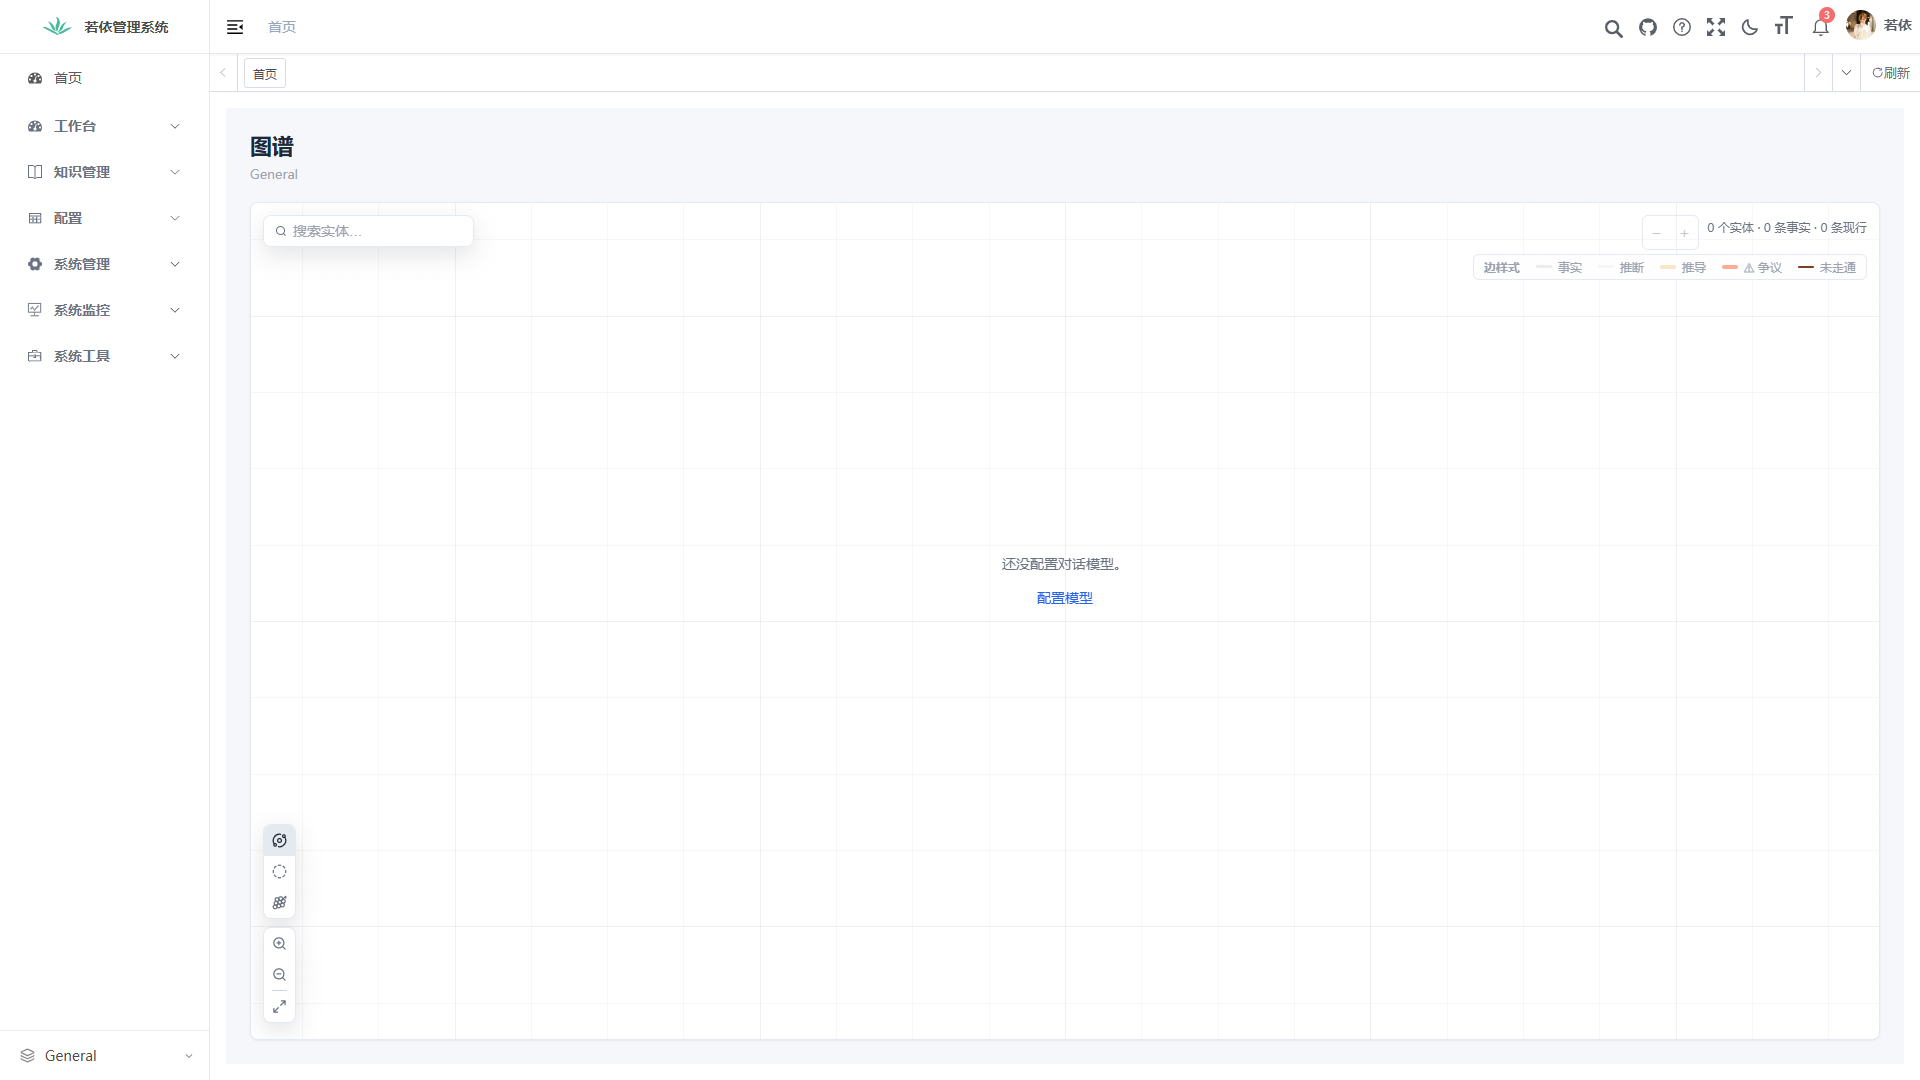 若依管理系统
首页
3
若依
首页
刷新
首页
工作台
知识管理
配置
系统管理
系统监控
系统工具
图谱
General
搜索实体...
0 个实体 · 0 条事实 · 0 条现行
边样式 事实 推断 推导 ⚠ 争议 未走通
还没配置对话模型。
配置模型
General